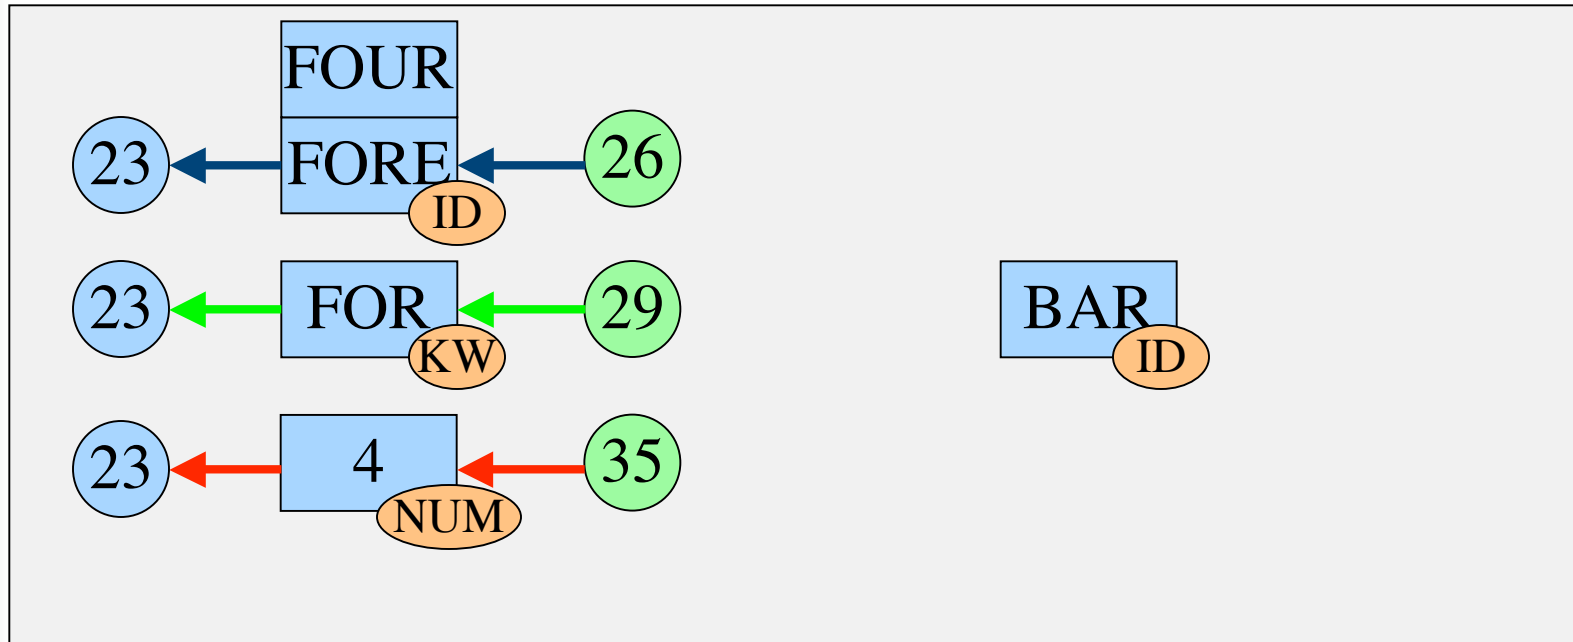 FOUR
23 FORE 26
ID
23 FOR 29 BAR
KW ID
23 4 35
NUM